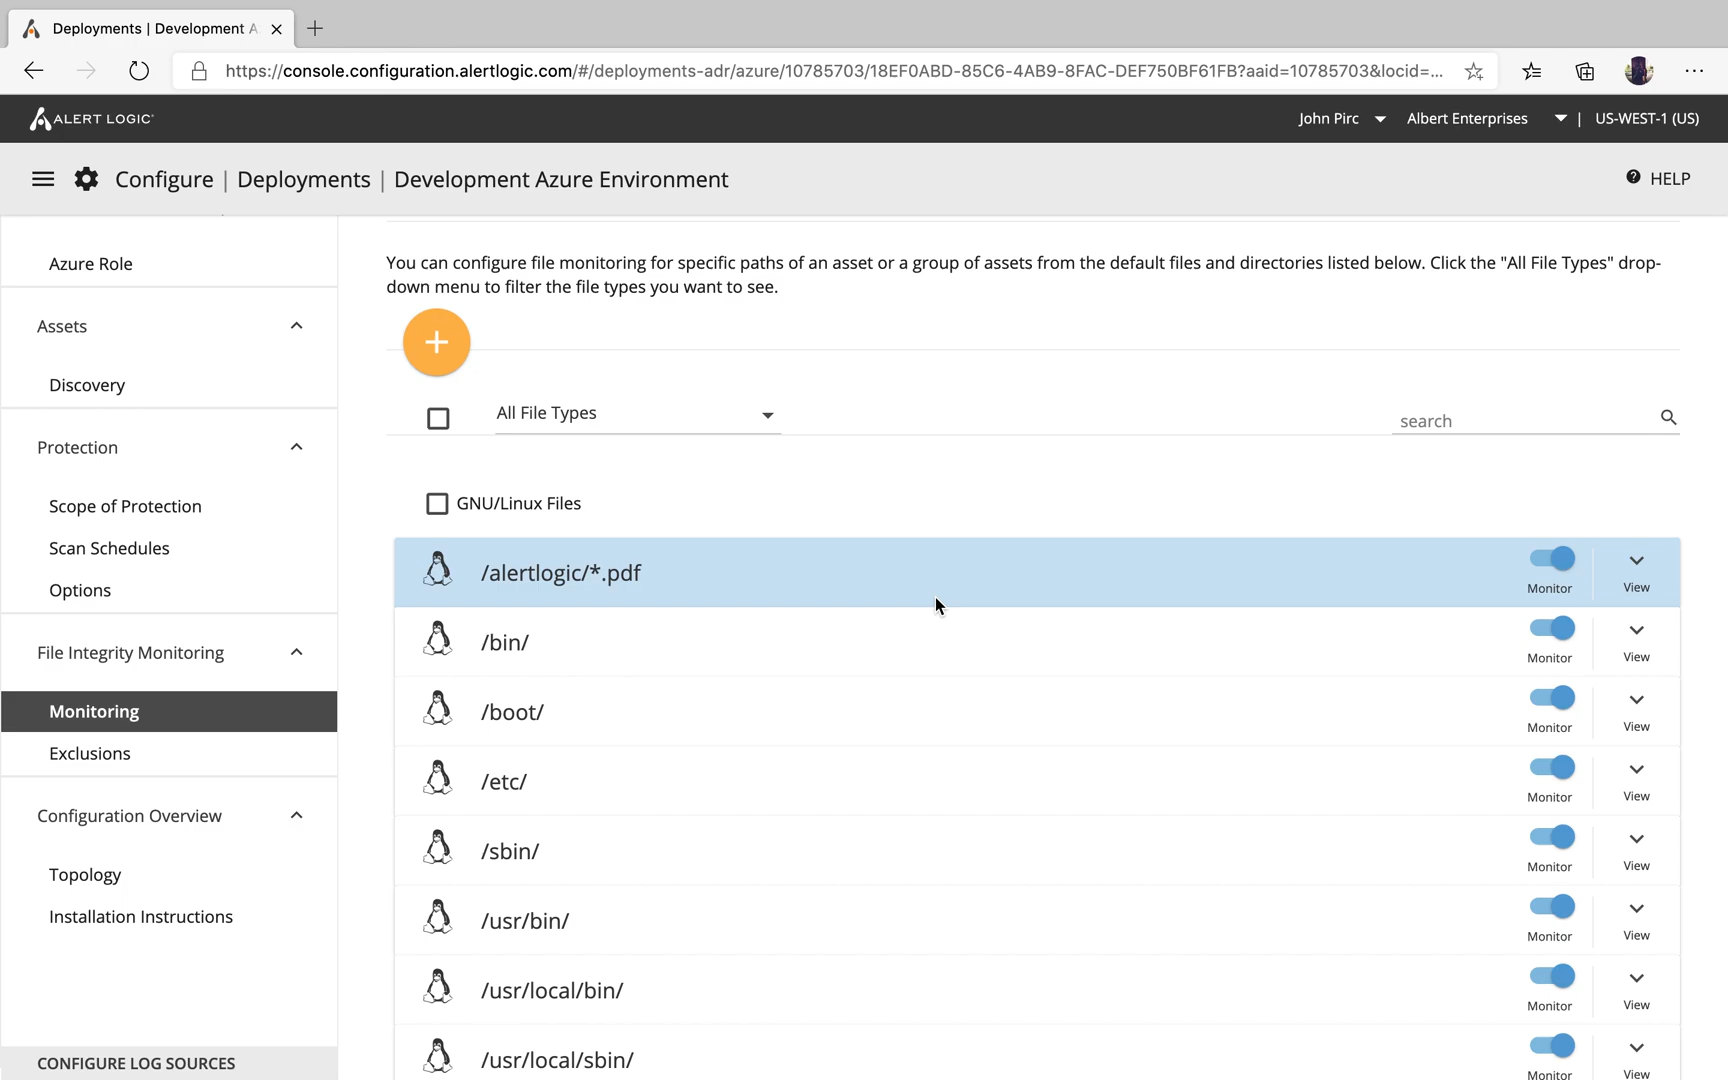 Deployments | Development A
https://console.configuration.alertlogic.com/#/deployments-adr/azure/10785703/18EF0ABD-85C6-4AB9-8FAC-DEF750BF61FB?aaid=10785703&locid=...
ALERT LOGIC
John Pirc
Albert Enterprises
| US-WEST-1 (US)
Configure | Deployments | Development Azure Environment
HELP
Azure Role
Assets
Discovery
Protection
Scope of Protection
Scan Schedules
Options
File Integrity Monitoring
Monitoring
Exclusions
Configuration Overview
Topology
Installation Instructions
CONFIGURE LOG SOURCES
You can configure file monitoring for specific paths of an asset or a group of assets from the default files and directories listed below. Click the "All File Types" drop-
down menu to filter the file types you want to see.
All File Types
search
GNU/Linux Files
/alertlogic/*.pdf
Monitor
View
/bin/
Monitor
View
/boot/
Monitor
View
/etc/
Monitor
View
/sbin/
Monitor
View
/usr/bin/
Monitor
View
/usr/local/bin/
Monitor
View
/usr/local/sbin/
Monitor
View